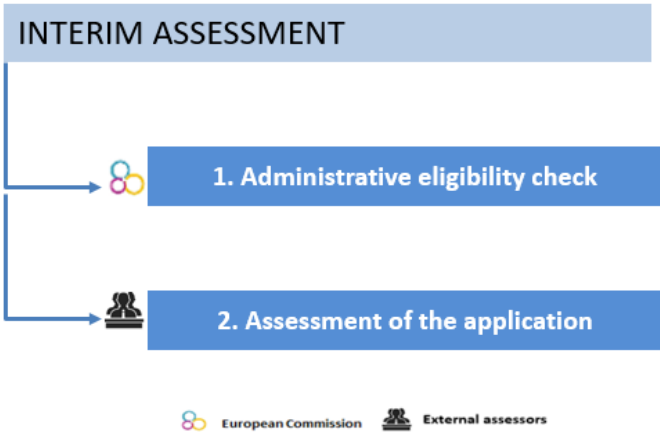 INTERIM ASSESSMENT
1. Administrative eligibility check
2. Assessment of the application
European Commission External assessors